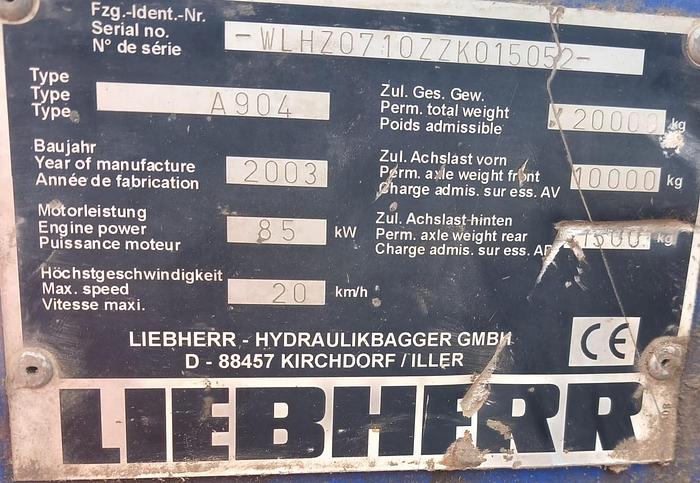 Fzg.-Ident.-Nr.
Serial no.
N° de série
-WLHZ0710ZZK015052-
Type
Type
Type
A904
Zul. Ges. Gew.
Perm. total weight
Poids admissible
20000 kg
Baujahr
Year of manufacture
Année de fabrication
2003
Zul. Achslast vorn
Perm. axle weight front
Charge admis. sur ess. AV
10000 kg
Motorleistung
Engine power
Puissance moteur
85 kW
Zul. Achslast hinten
Perm. axle weight rear
Charge admis. sur ess.
kg
Höchstgeschwindigkeit
Max. speed
Vitesse maxi.
20 km/h
LIEBHERR - HYDRAULIKBAGGER GMBH
D - 88457 KIRCHDORF / ILLER
CE
LIEBHERR